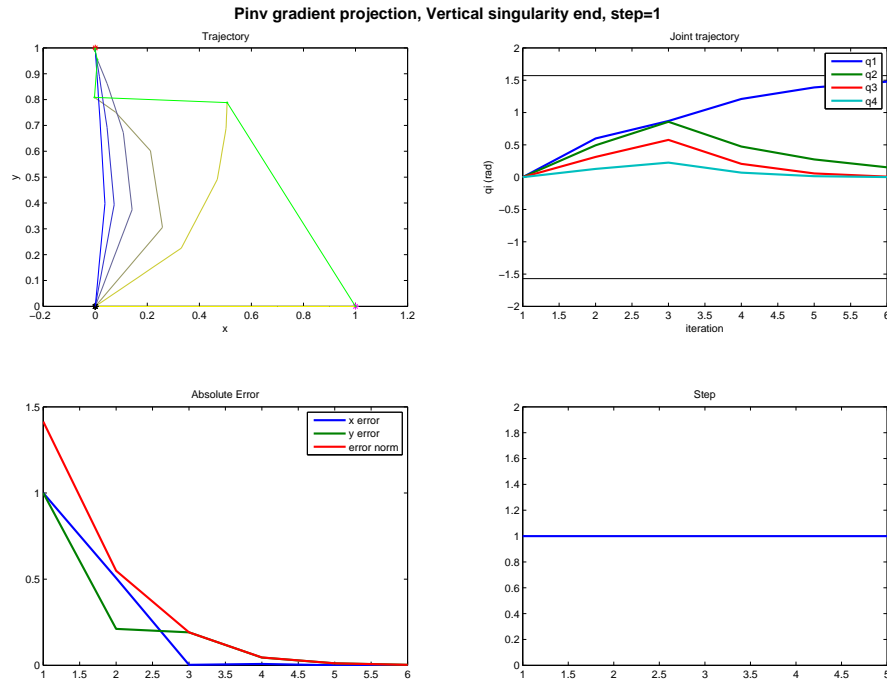 Pinv gradient projection, Vertical singularity end, step=1
Trajectory
1
0.9
0.8
0.7
0.6
0.5
0.4
0.3
0.2
0.1
0
y
−0.2 0 0.2 0.4 0.6 0.8 1 1.2
x
Joint trajectory
2
1.5
1
0.5
0
−0.5
−1
−1.5
−2
qi (rad)
q1
q2
q3
q4
1 1.5 2 2.5 3 3.5 4 4.5 5 5.5 6
iteration
Absolute Error
1.5
1
0.5
0
x error
y error
error norm
1 1.5 2 2.5 3 3.5 4 4.5 5 5.5 6
Step
2
1.8
1.6
1.4
1.2
1
0.8
0.6
0.4
0.2
0
1 1.5 2 2.5 3 3.5 4 4.5 5